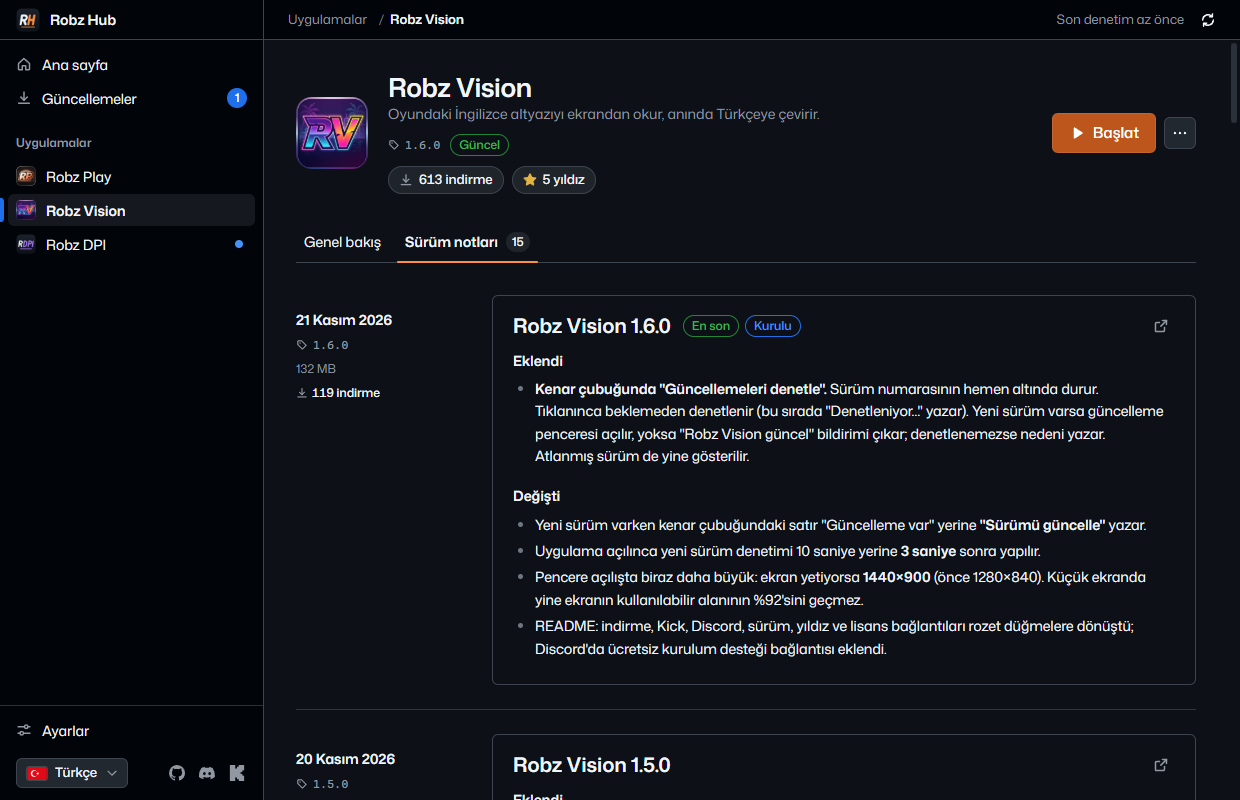 RH Robz Hub
Uygulamalar / Robz Vision
Son denetim az önce
Ana sayfa
Güncellemeler 1
Uygulamalar
RP Robz Play
RV Robz Vision
RDPI Robz DPI
Ayarlar
Türkçe
RV
Robz Vision
Oyundaki İngilizce altyazıyı ekrandan okur, anında Türkçeye çevirir.
1.6.0 Güncel
613 indirme 5 yıldız
Başlat ...
Genel bakış Sürüm notları 15
21 Kasım 2026
1.6.0
132 MB
119 indirme
Robz Vision 1.6.0 En son Kurulu
Eklendi
• Kenar çubuğunda "Güncellemeleri denetle". Sürüm numarasının hemen altında durur.
Tıklanınca beklemeden denetlenir (bu sırada "Denetleniyor..." yazar). Yeni sürüm varsa güncelleme
penceresi açılır, yoksa "Robz Vision güncel" bildirimi çıkar; denetlenemezse nedeni yazar.
Atlanmış sürüm de yine gösterilir.
Değişti
• Yeni sürüm varken kenar çubuğundaki satır "Güncelleme var" yerine "Sürümü güncelle" yazar.
• Uygulama açılınca yeni sürüm denetimi 10 saniye yerine 3 saniye sonra yapılır.
• Pencere açılışta biraz daha büyük: ekran yetiyorsa 1440×900 (önce 1280×840). Küçük ekranda
yine ekranın kullanılabilir alanının %92'sini geçmez.
• README: indirme, Kick, Discord, sürüm, yıldız ve lisans bağlantıları rozet düğmelere dönüştü;
Discord'da ücretsiz kurulum desteği bağlantısı eklendi.
20 Kasım 2026
1.5.0
Robz Vision 1.5.0
Eklendi